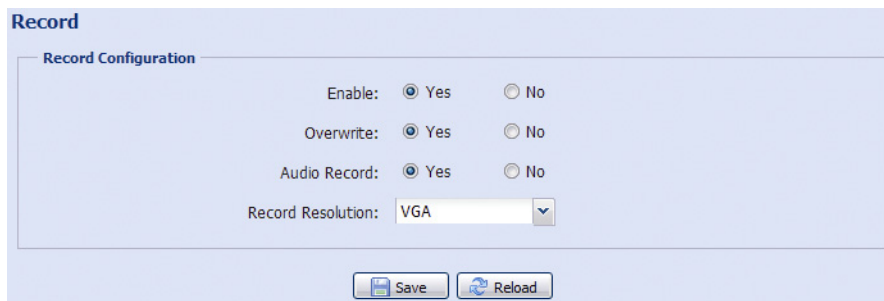 Record
Record Configuration
Enable: Yes No
Overwrite: Yes No
Audio Record: Yes No
Record Resolution: VGA
Save Reload